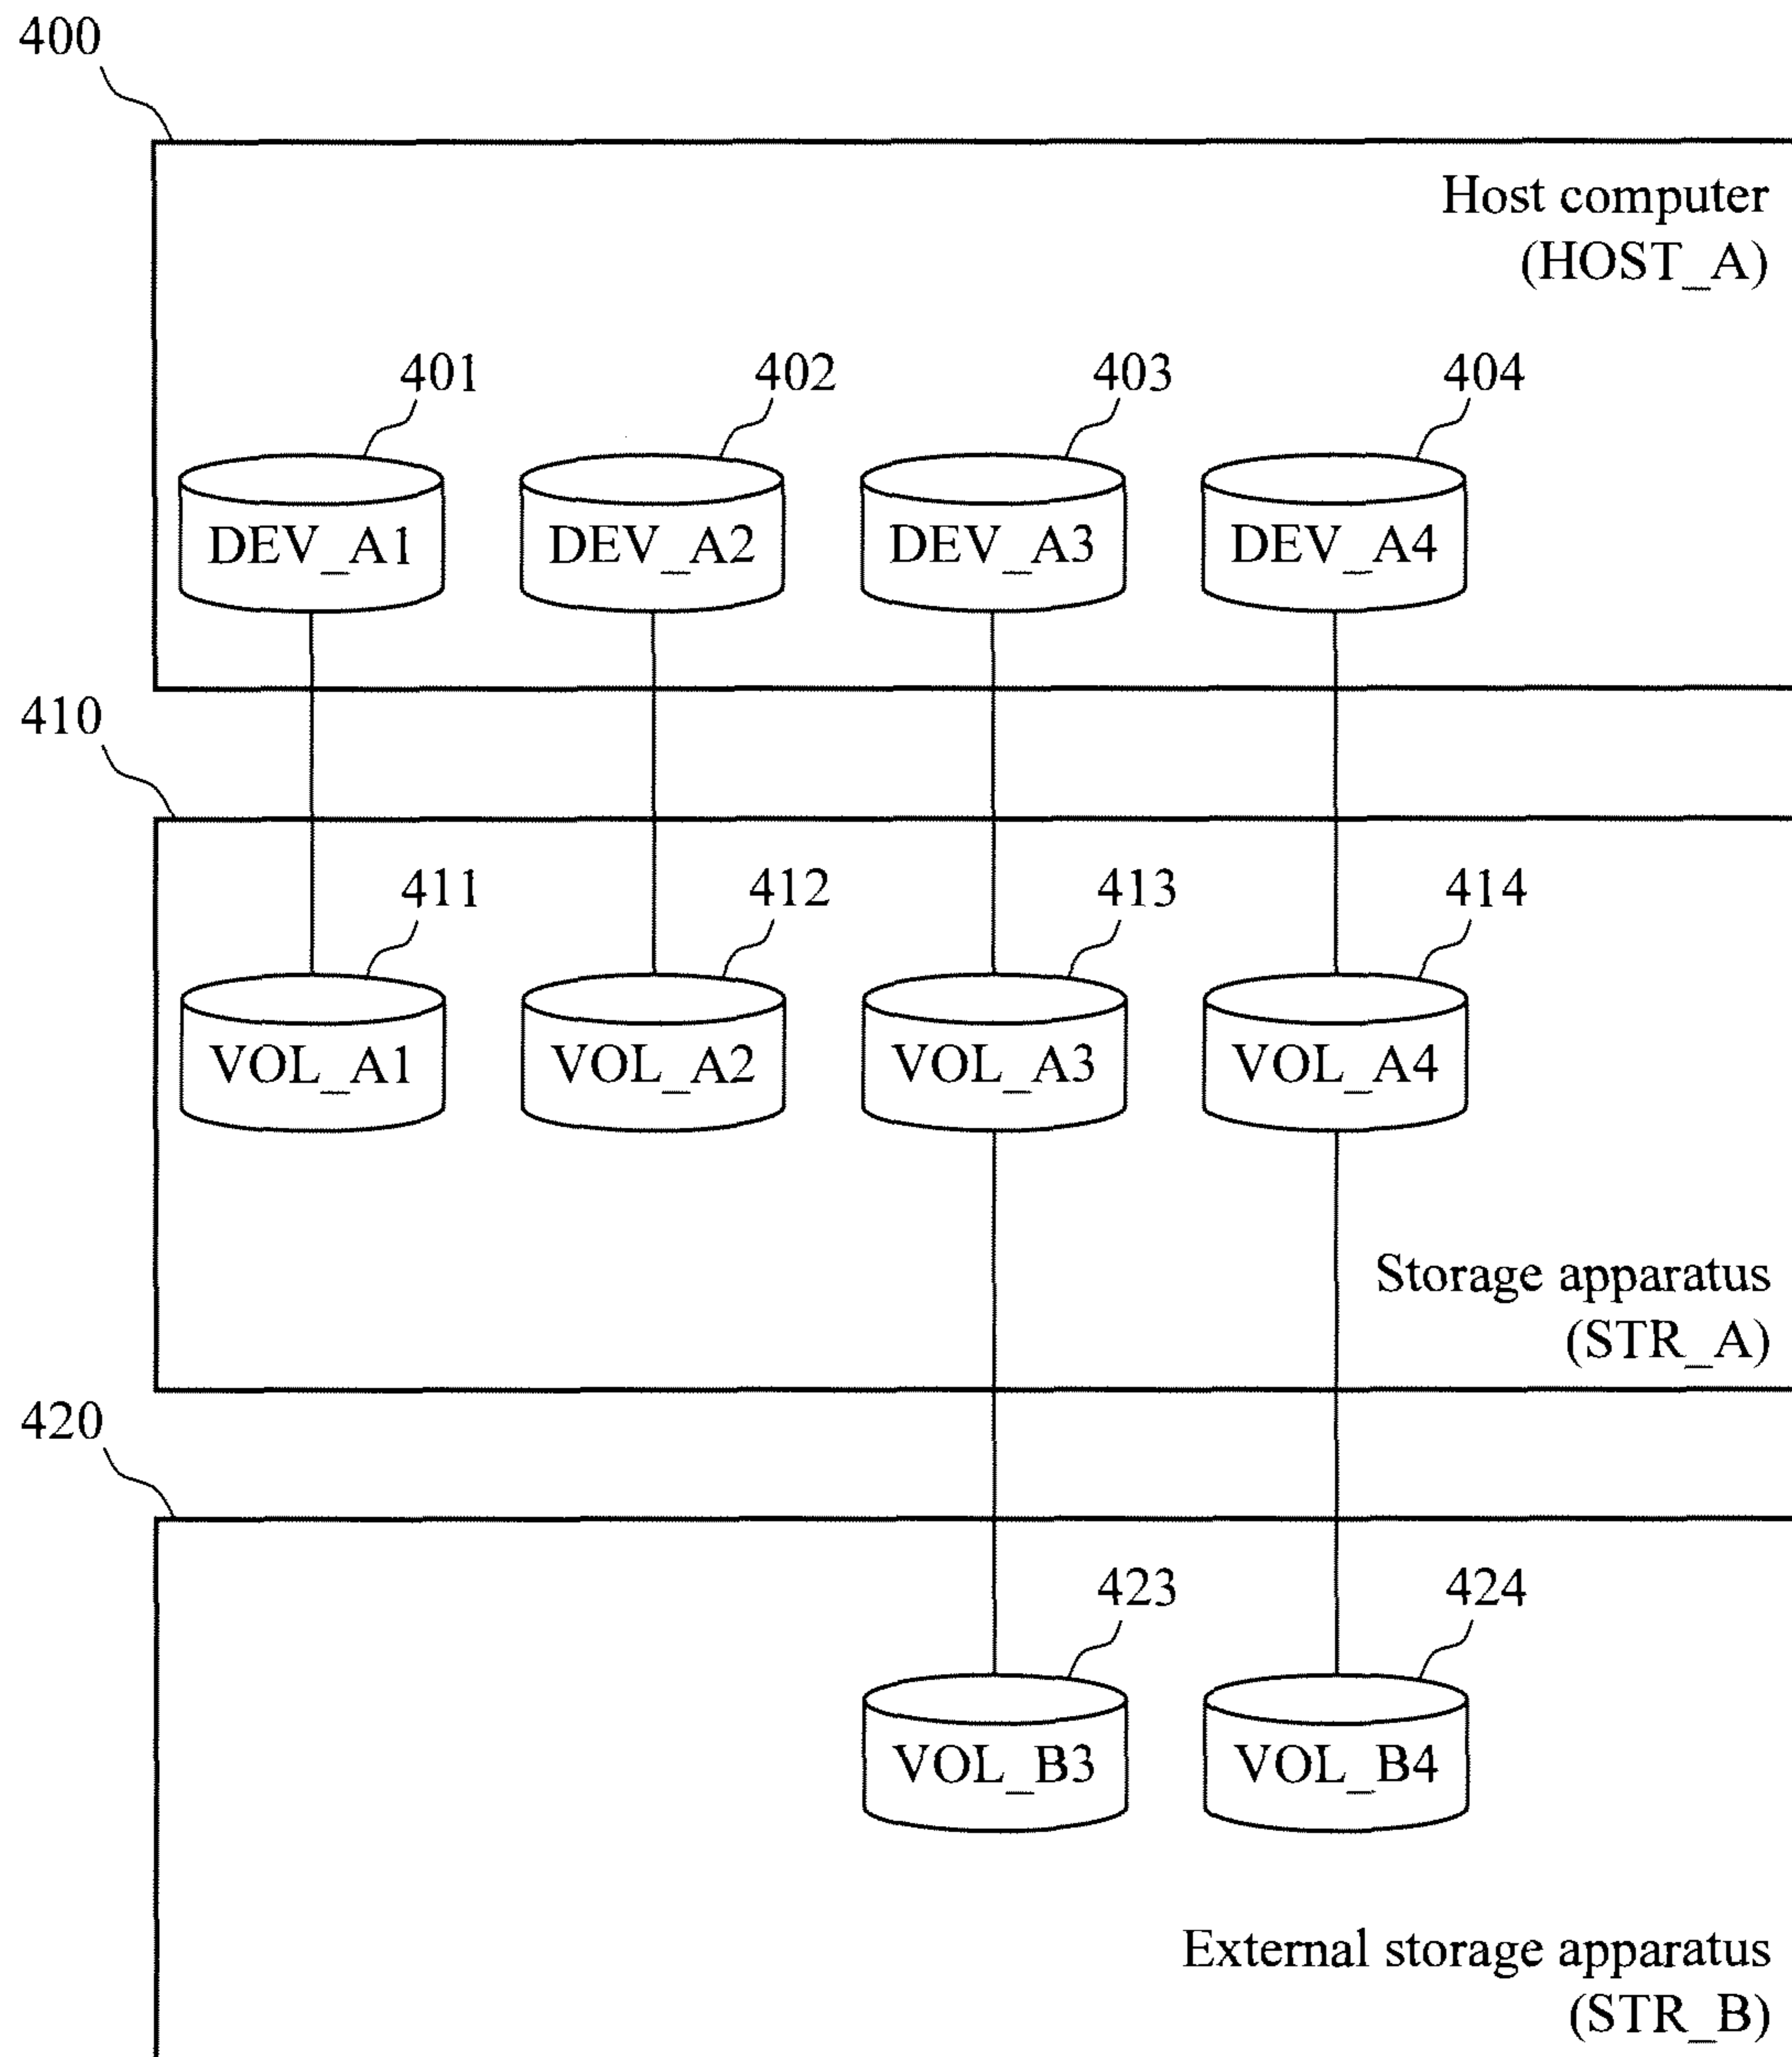 400
Host computer
(HOST_A)
401
402
403
404
DEV_A1
DEV_A2
DEV_A3
DEV_A4
410
411
412
413
414
VOL_A1
VOL_A2
VOL_A3
VOL_A4
Storage apparatus
(STR_A)
420
423
424
VOL_B3
VOL_B4
External storage apparatus
(STR_B)